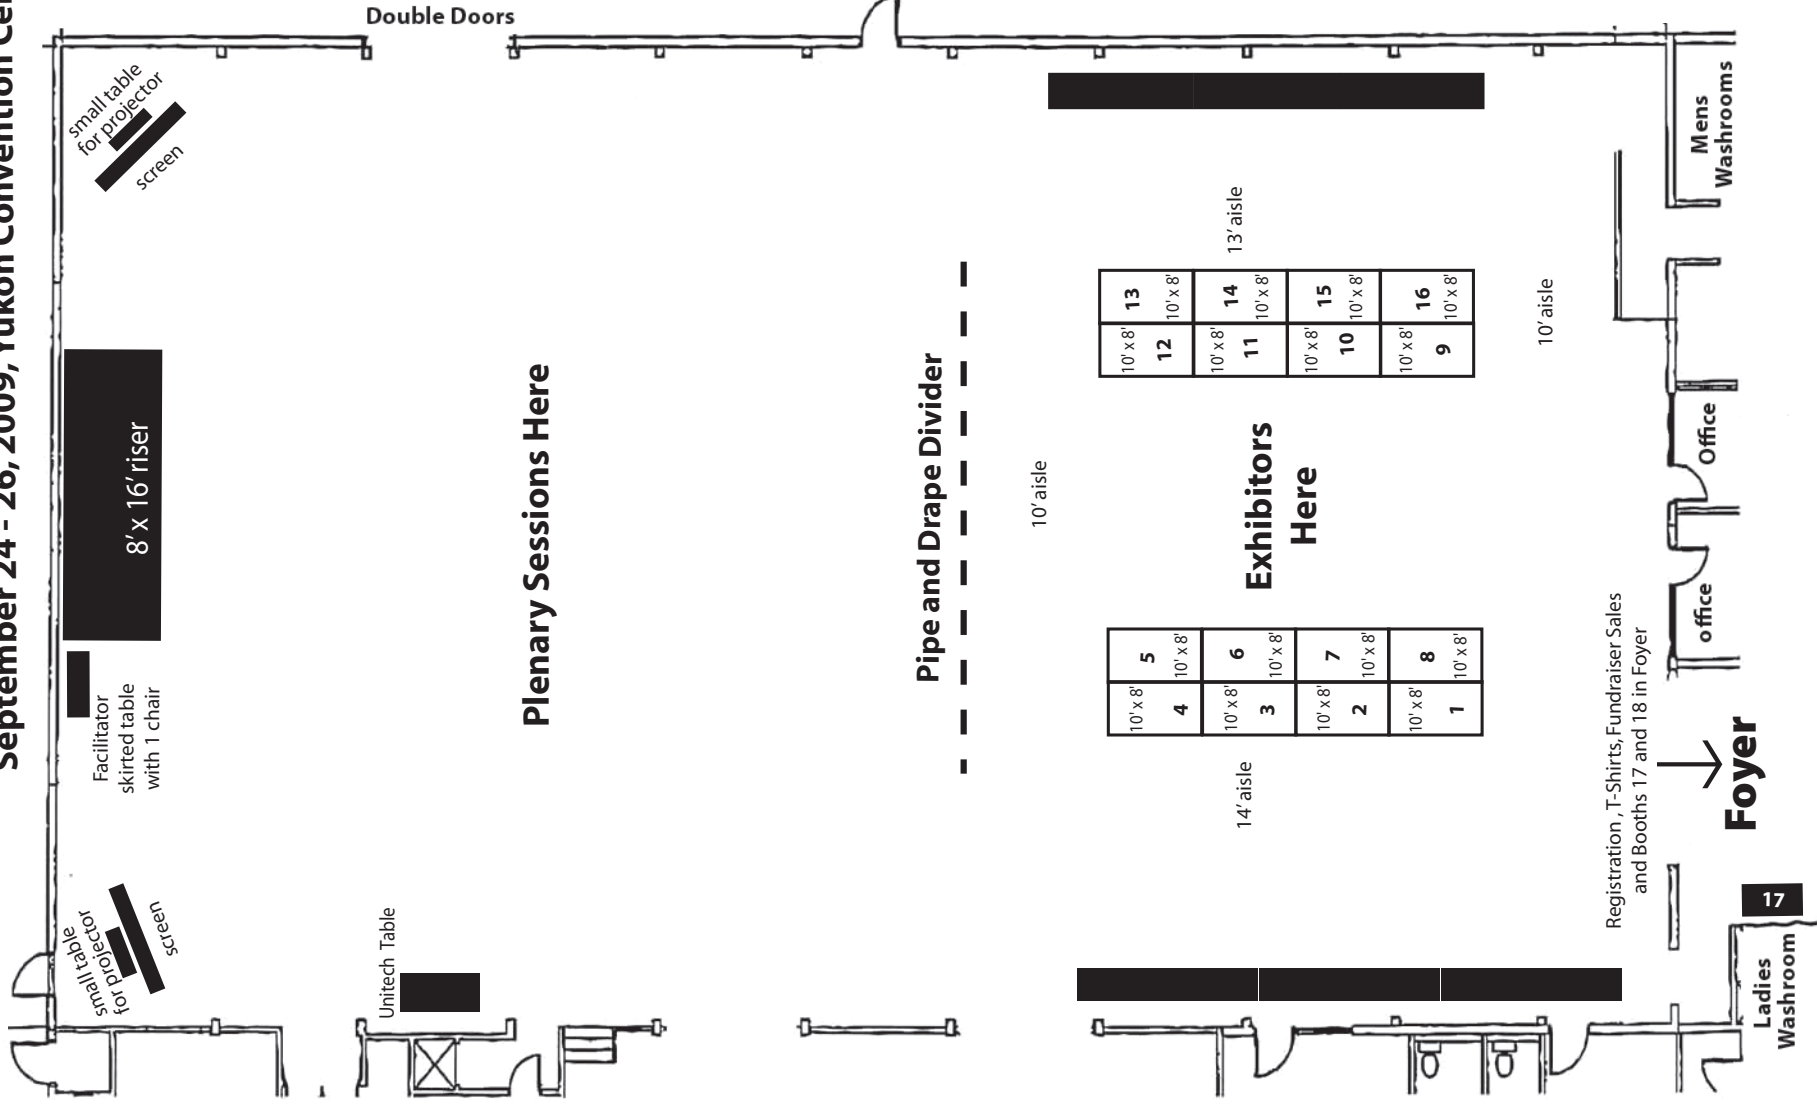 September 24 - 26, 2009, Yukon Convention Cen
Double Doors
small table
for projector
screen
8' x 16' riser
Facilitator
skirted table
with 1 chair
small table
for projector
screen
Unitech Table
Plenary Sessions Here
Pipe and Drape Divider
10' aisle
13' aisle
13
10' x 8'
14
10' x 8'
15
10' x 8'
16
10' x 8'
10' x 8'
12
10' x 8'
11
10' x 8'
10
10' x 8'
9
10' aisle
Exhibitors
Here
5
10' x 8'
6
10' x 8'
7
10' x 8'
8
10' x 8'
10' x 8'
4
10' x 8'
3
10' x 8'
2
10' x 8'
1
14' aisle
Mens
Washrooms
Office
office
Registration , T-Shirts, Fundraiser Sales
and Booths 17 and 18 in Foyer
Foyer
17
Ladies
Washroom